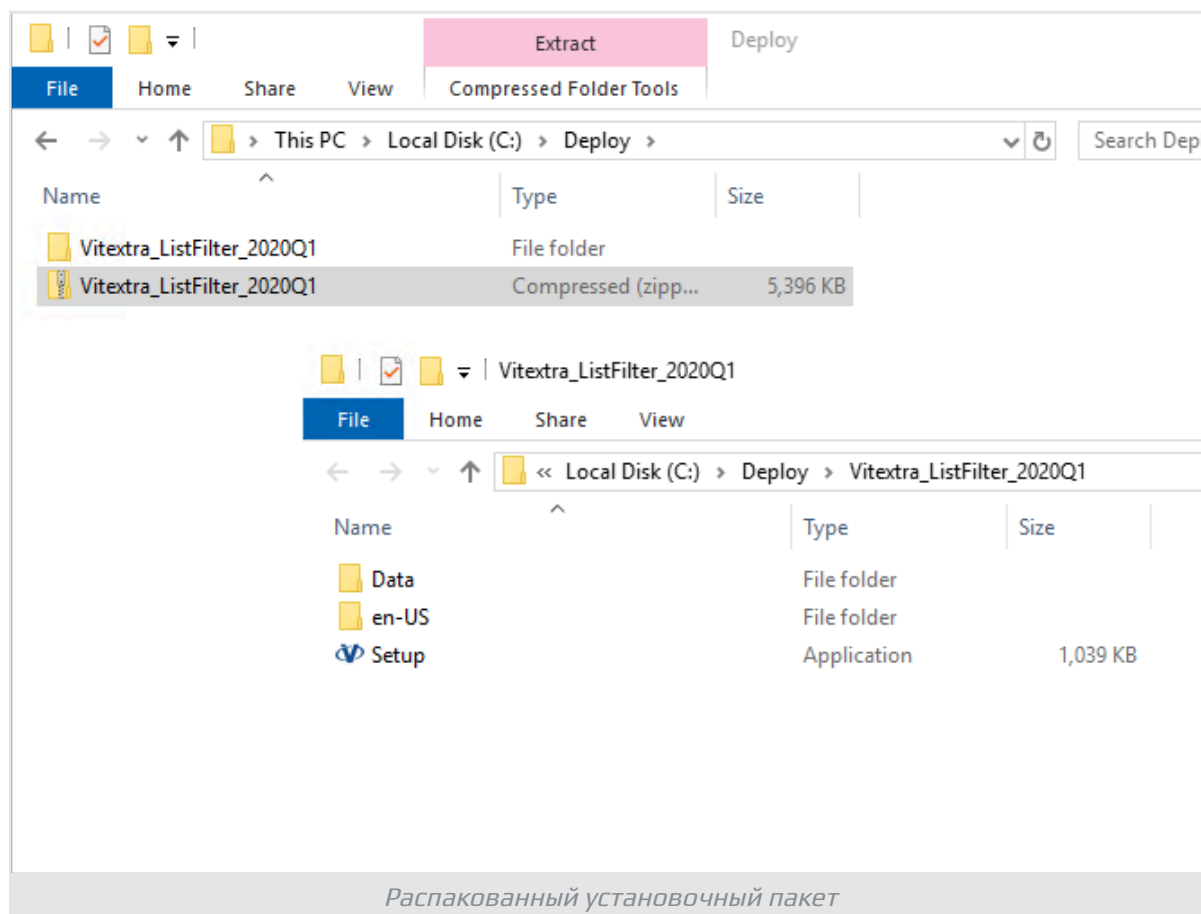 Extract Deploy
File Home Share View Compressed Folder Tools
This PC Local Disk (C:) Deploy Search Dep
Name Type Size
Vitextra_ListFilter_2020Q1 File folder
Vitextra_ListFilter_2020Q1 Compressed (zipp... 5,396 KB
Vitextra_ListFilter_2020Q1
File Home Share View
« Local Disk (C:) Deploy Vitextra_ListFilter_2020Q1
Name Type Size
Data File folder
en-US File folder
Setup Application 1,039 KB
Распакованный установочный пакет